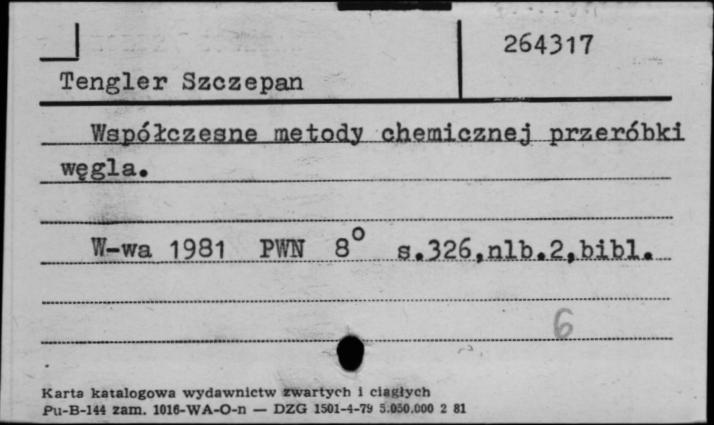 264317
Tengler Szczepan
Współczesne metody chemicznej przeróbki
węgla.
W-wa 1981 PWN 8° s.326,nlb.2,bibl.
6
Karta katalogowa wydawnictw zwartych i ciągłych
Pu-B-144 zam. 1016-WA-O-n — DZG 1501-4-79 5.050.000 2 81